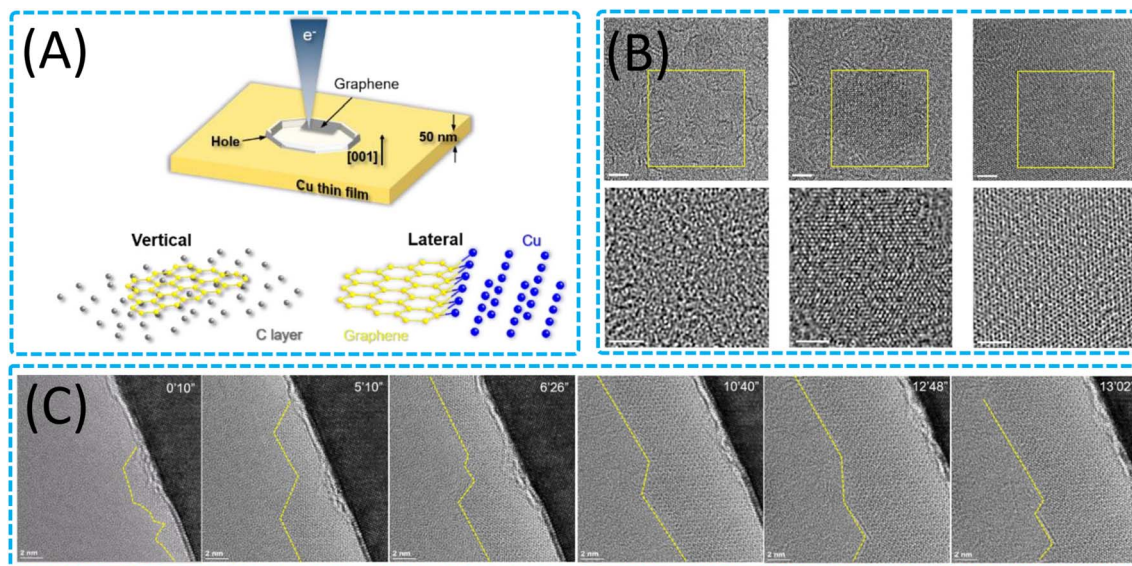 (A)
e-
Graphene
Hole
[001]
50 nm
Cu thin film
Vertical
Lateral
Cu
C layer
Graphene
(B)
(C)
0'10"
5'10"
6'26"
10'40"
12'48"
13'02"
2 nm
2 nm
2 nm
2 nm
2 nm
2 nm